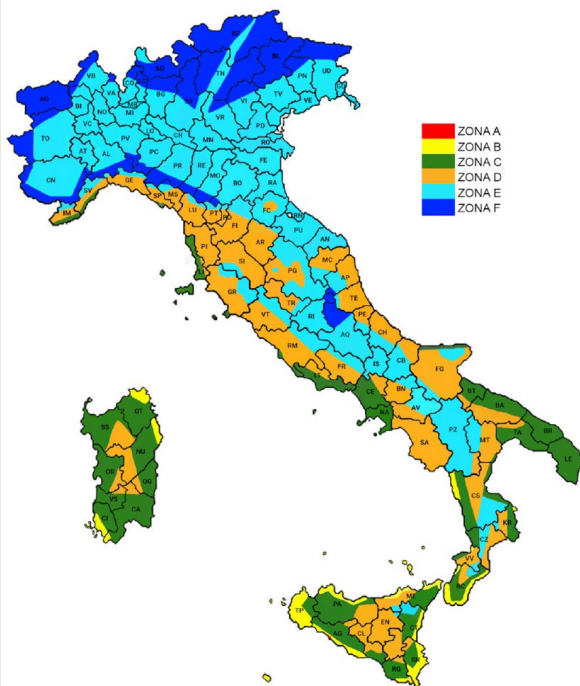 ZONA A
ZONA B
ZONA C
ZONA D
ZONA E
ZONA F
BZ
SO
BL
TN
VB
UD
PN
AO
CO
VA
BG
TV
BI
VI
VE
MB
NO
MI
VR
PD
VC
LO
CR
MN
RO
TO
PV
AT
AL
PC
PR
RE
MO
FE
CN
GE
BO
RA
SV
SP
MS
FC
RN
IM
LU
PT
PO
FI
PU
AN
PI
AR
MC
SI
PG
AP
GR
TR
TE
VT
RI
PE
AQ
CH
RM
FR
IS
CB
FG
LT
CE
BN
BT
BA
NA
AV
PZ
TA
BR
SA
MT
LE
OT
SS
NU
OR
OG
VS
CA
CI
CS
KR
CZ
VV
RC
ME
TP
PA
EN
CT
AG
CL
SR
RG